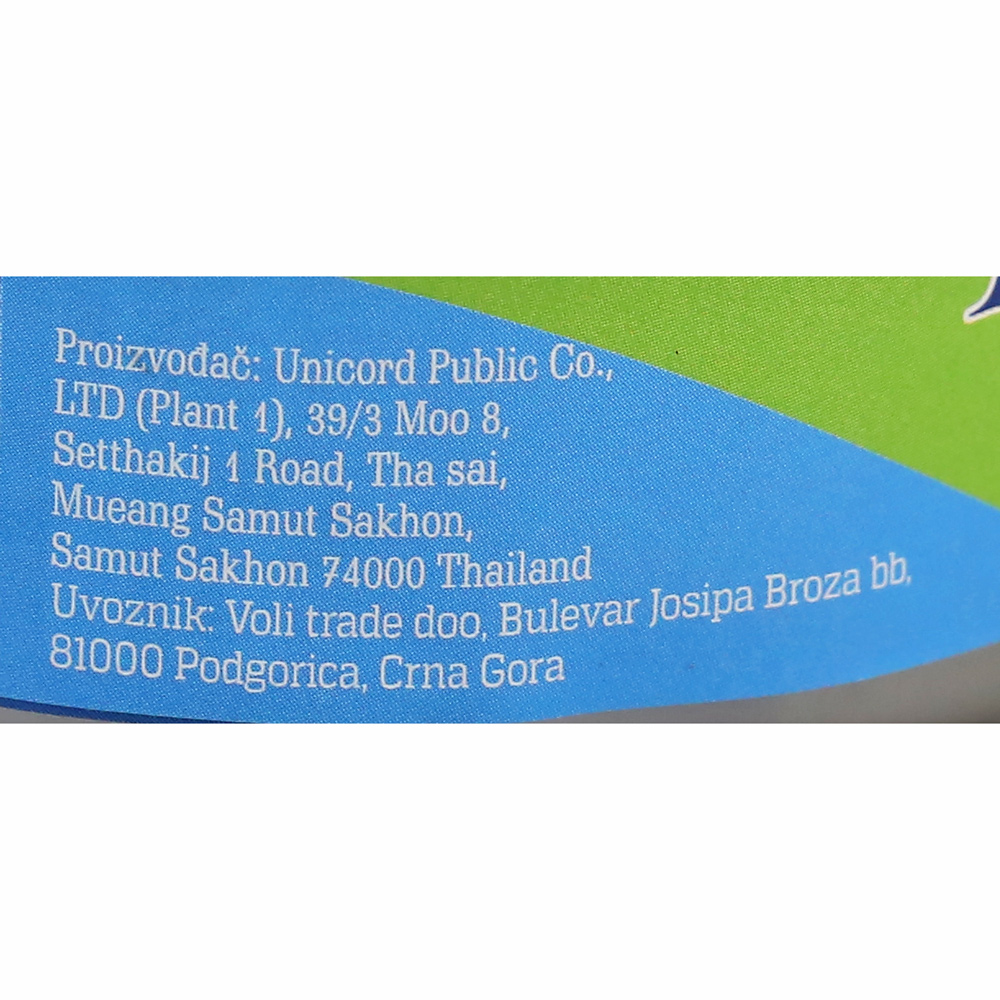 Proizvođač: Unicord Public Co.,
LTD (Plant 1), 39/3 Moo 8,
Setthakij 1 Road, Tha sai,
Mueang Samut Sakhon,
Samut Sakhon 74000 Thailand
Uvoznik: Voli trade doo, Bulevar Josipa Broza bb,
81000 Podgorica, Crna Gora